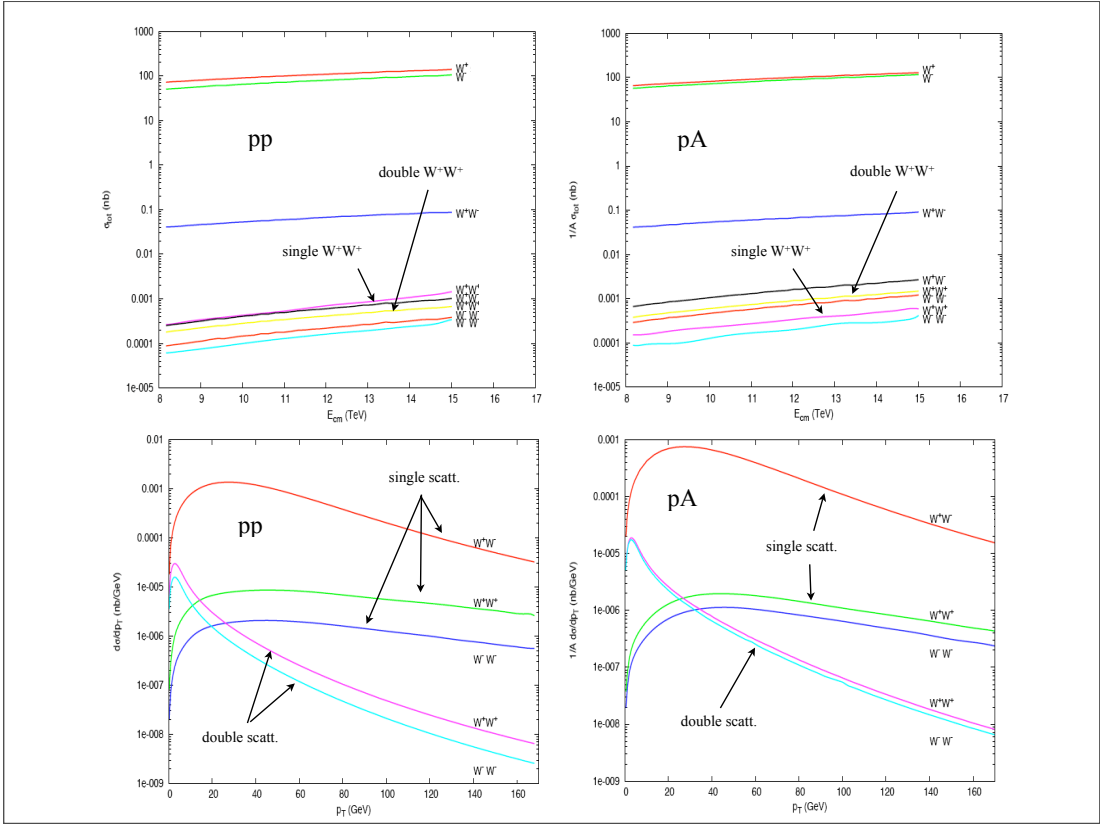 1000
100
10
1
0.1
0.01
0.001
0.0001
1e-005
σtot (nb)
8 9 10 11 12 13 14 15 16 17
Ecm (TeV)
pp
double W+W+
single W+W+
W+
W-
W+W-
W+W+
W+W-
W+W+
W- W-
W- W-
1000
100
10
1
0.1
0.01
0.001
0.0001
1e-005
1/A σtot (nb)
8 9 10 11 12 13 14 15 16 17
Ecm (TeV)
pA
double W+W+
single W+W+
W+
W-
W+W-
W+W-
W+W+
W- W-
W+W+
W- W-
0.01
0.001
0.0001
1e-005
1e-006
1e-007
1e-008
1e-009
dσ/dpT (nb/GeV)
0 20 40 60 80 100 120 140 160
pT (GeV)
single scatt.
pp
W+W-
W+W+
W- W-
W+W+
double scatt.
W- W-
0.001
0.0001
1e-005
1e-006
1e-007
1e-008
1e-009
1/A dσ/dpT (nb/GeV)
0 20 40 60 80 100 120 140 160
pT (GeV)
pA
W+W-
single scatt.
W+W+
W- W-
W+W+
double scatt.
W- W-